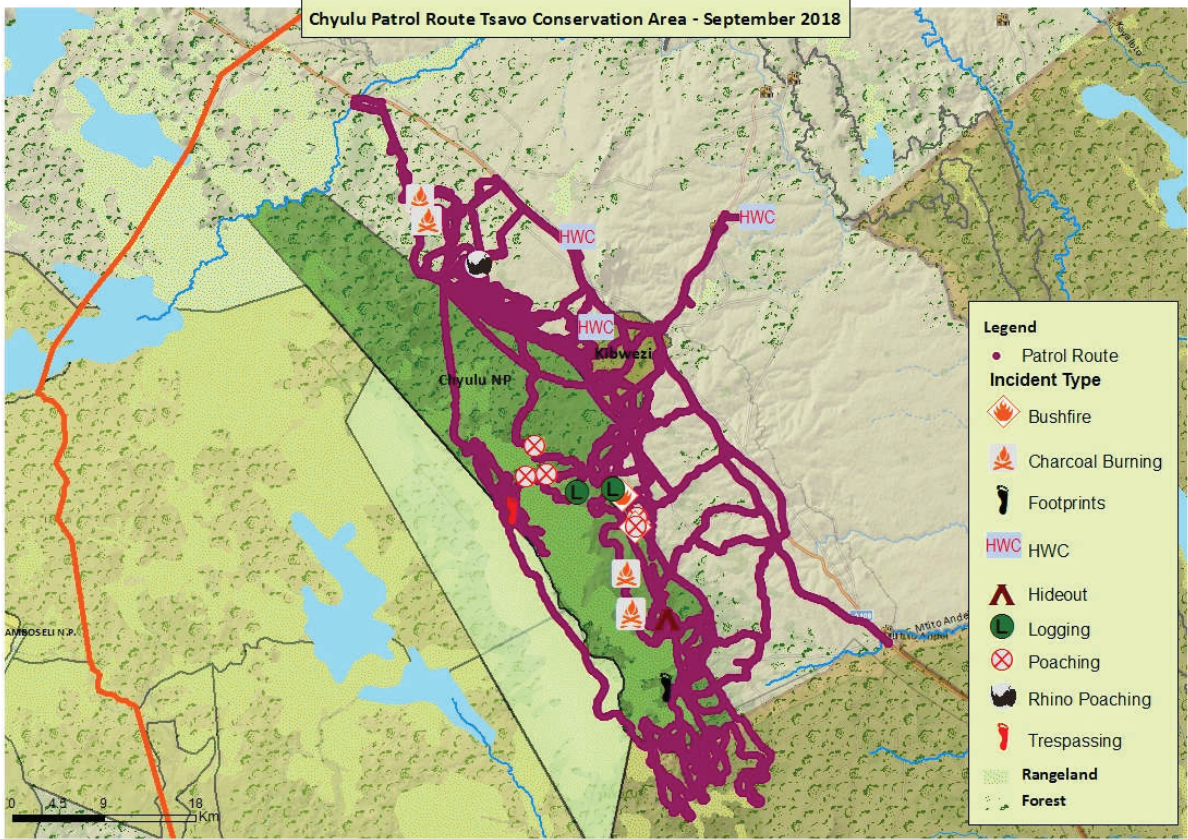 Chyulu Patrol Route Tsavo Conservation Area - September 2018
HWC
HWC
HWC
Kibwezi
Chyulu NP
L
L
AMBOSELI N.P.
Mtito Ande
Mtito Andei
0 4.5 9 18
Km
Legend
Patrol Route
Incident Type
Bushfire
Charcoal Burning
Footprints
HWC HWC
Hideout
L Logging
Poaching
Rhino Poaching
Trespassing
Rangeland
Forest